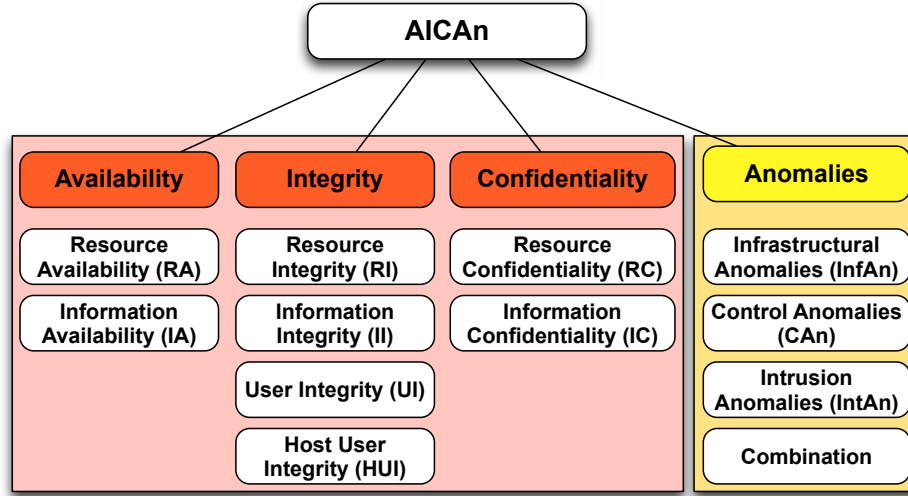 AICAn
Availability
Integrity
Confidentiality
Anomalies
Resource
Availability (RA)
Information
Availability (IA)
Resource
Integrity (RI)
Information
Integrity (II)
User Integrity (UI)
Host User
Integrity (HUI)
Resource
Confidentiality (RC)
Information
Confidentiality (IC)
Infrastructural
Anomalies (InfAn)
Control Anomalies
(CAn)
Intrusion
Anomalies (IntAn)
Combination